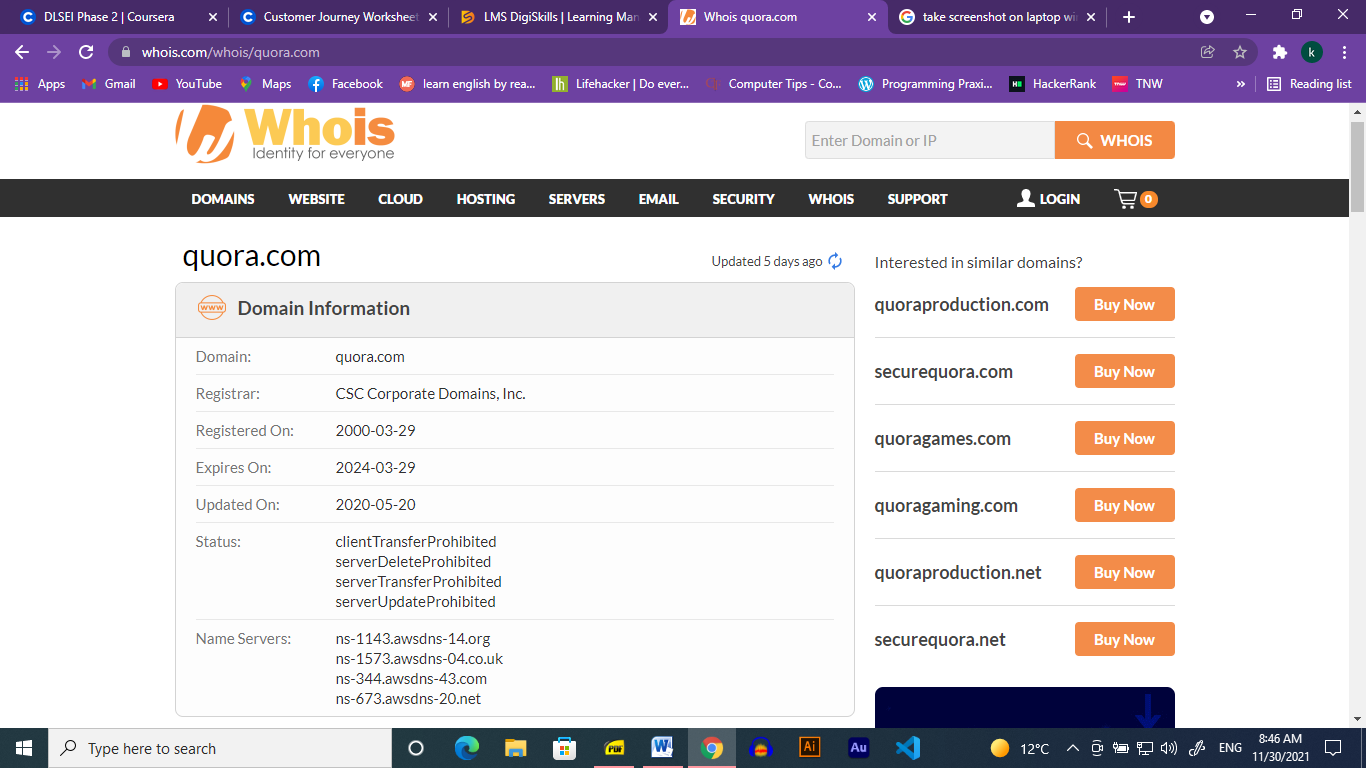 DLSEI Phase 2 | Coursera
Customer Journey Worksheet
LMS DigiSkills | Learning Man
Whois quora.com
take screenshot on laptop wi
whois.com/whois/quora.com
k
Apps
Gmail
YouTube
Maps
Facebook
learn english by rea...
Lifehacker | Do ever...
Computer Tips - Co...
Programming Praxi...
HackerRank
TNW
»
Reading list
Whois
Identity for everyone
Enter Domain or IP
WHOIS
DOMAINS
WEBSITE
CLOUD
HOSTING
SERVERS
EMAIL
SECURITY
WHOIS
SUPPORT
LOGIN
0
quora.com
Updated 5 days ago
www
Domain Information
Domain: quora.com
Registrar: CSC Corporate Domains, Inc.
Registered On: 2000-03-29
Expires On: 2024-03-29
Updated On: 2020-05-20
Status: clientTransferProhibited
serverDeleteProhibited
serverTransferProhibited
serverUpdateProhibited
Name Servers: ns-1143.awsdns-14.org
ns-1573.awsdns-04.co.uk
ns-344.awsdns-43.com
ns-673.awsdns-20.net
Interested in similar domains?
quoraproduction.com Buy Now
securequora.com Buy Now
quoragames.com Buy Now
quoragaming.com Buy Now
quoraproduction.net Buy Now
securequora.net Buy Now
Type here to search
PDF
W
Ai
Au
12°C
ENG
8:46 AM
11/30/2021